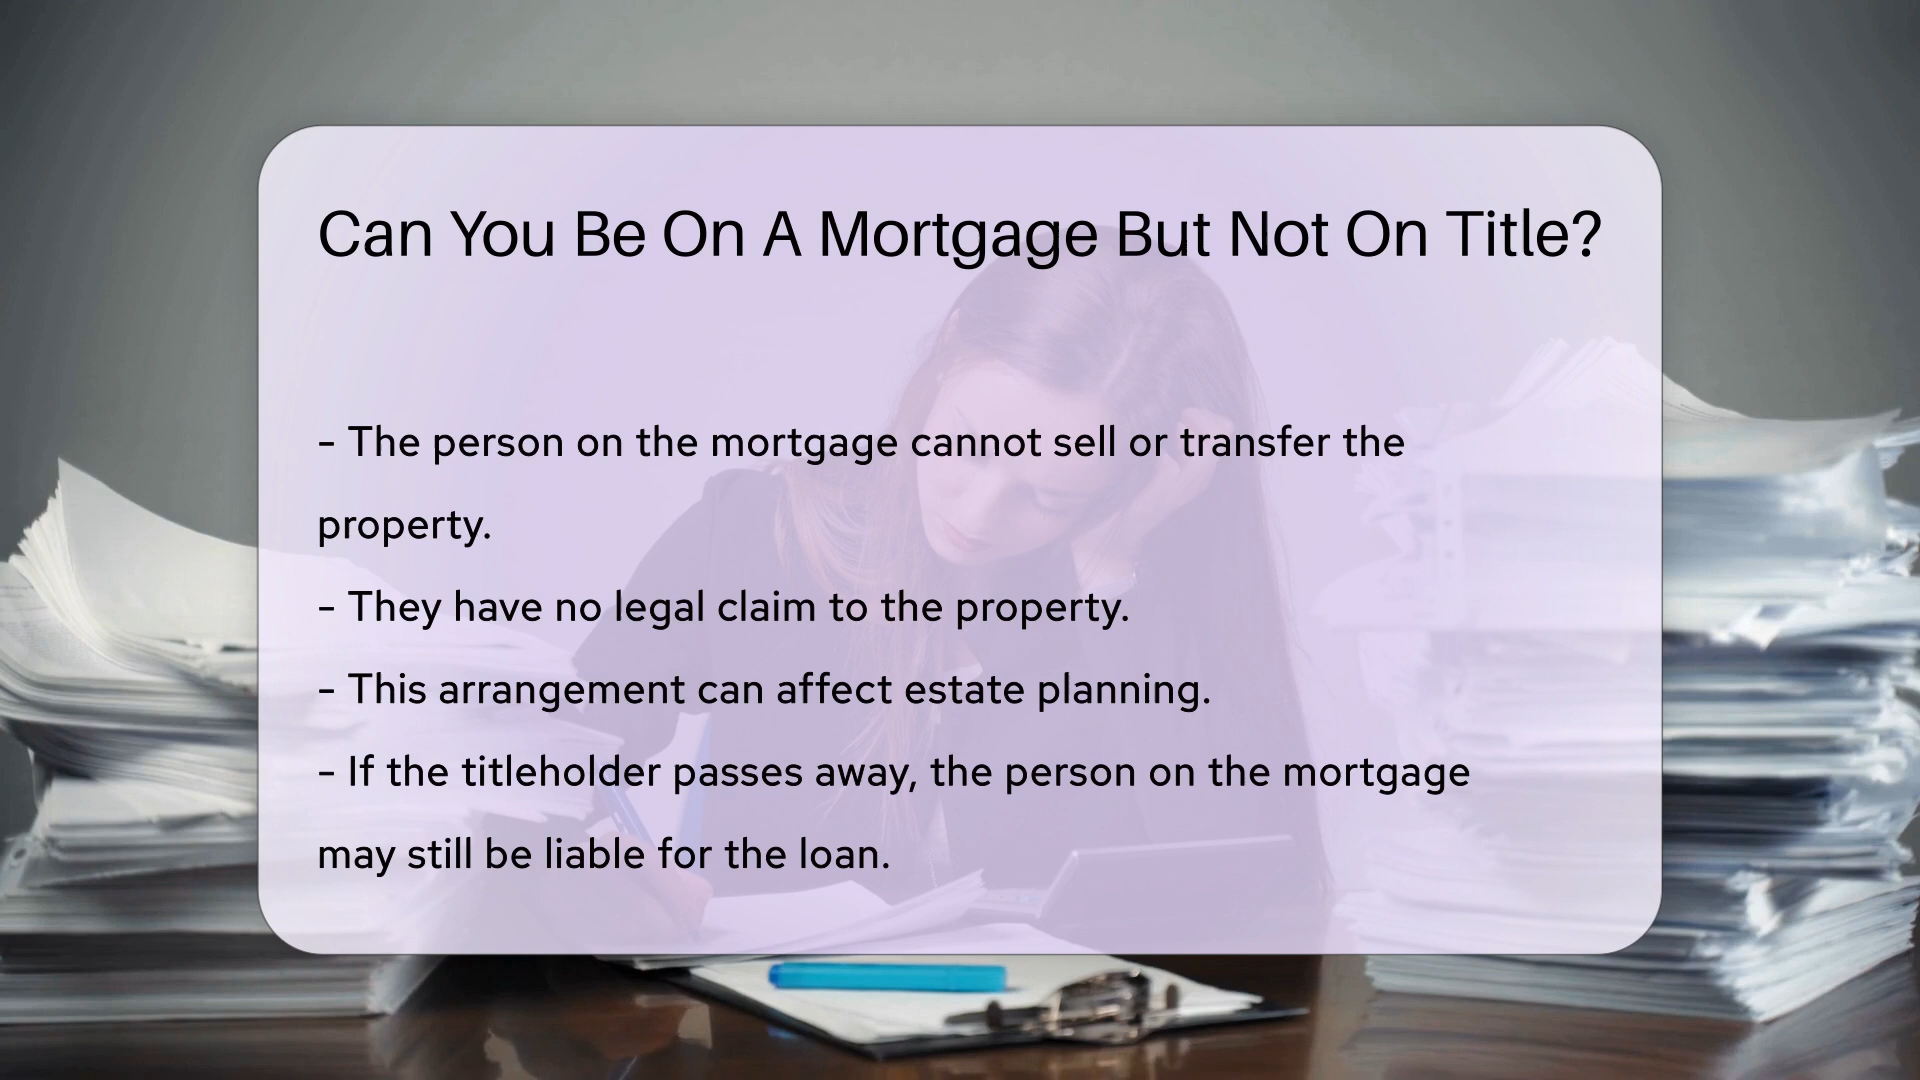 Can You Be On A Mortgage But Not On Title?
- The person on the mortgage cannot sell or transfer the
property.
- They have no legal claim to the property.
- This arrangement can affect estate planning.
- If the titleholder passes away, the person on the mortgage
may still be liable for the loan.